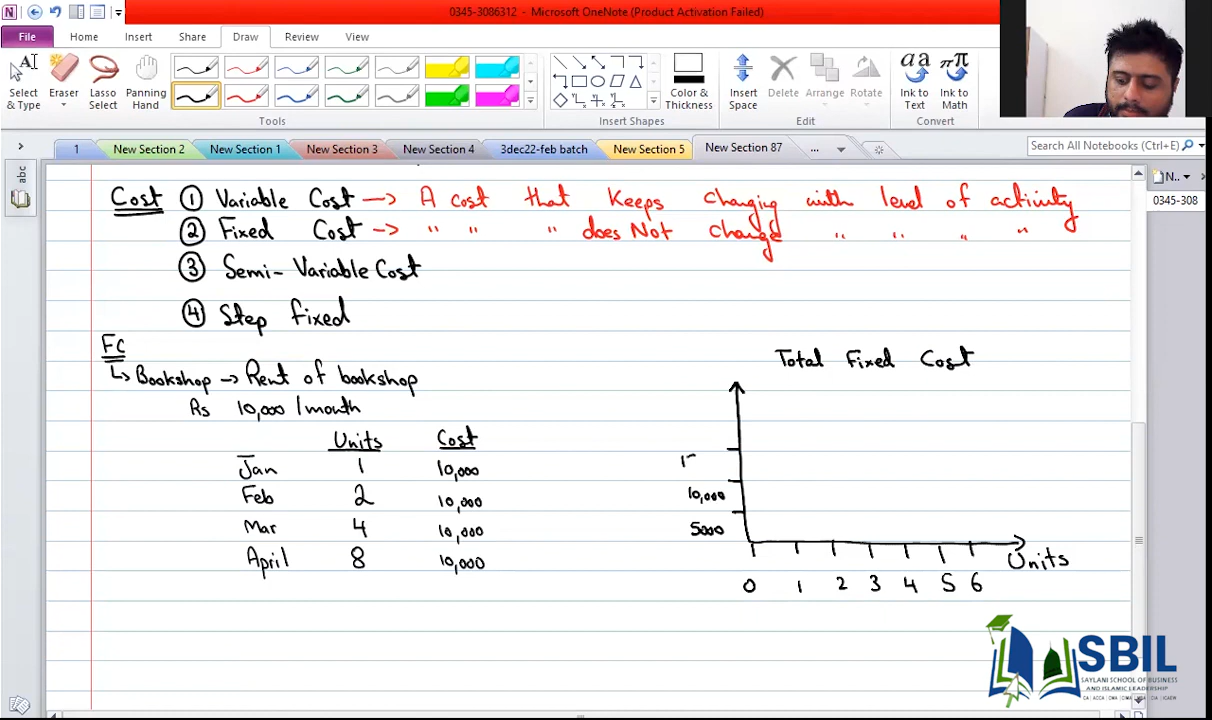 0345-3086312 - Microsoft OneNote (Product Activation Failed)
File Home Insert Share Draw Review View
Select & Type Eraser Lasso Select Panning Hand Color & Thickness Insert Space Delete Arrange Rotate Ink to Text Ink to Math
Tools Insert Shapes Edit Convert
1 New Section 2 New Section 1 New Section 3 New Section 4 3dec22-feb batch New Section 5 New Section 87 ... Search All Notebooks (Ctrl+E)
abc
N..
0345-308
Cost ① Variable Cost → A cost that Keeps changing with level of activity
② Fixed Cost → " " " does Not change " " " "
③ Semi-Variable Cost
④ Step fixed
FC
↳ Bookshop → Rent of bookshop
Rs 10,000 /month
Units Cost
Jan 1 10,000
Feb 2 10,000
Mar 4 10,000
April 8 10,000
Total Fixed Cost
10,000
5000
Units
0 1 2 3 4 5 6
SBIL
SAYLANI SCHOOL OF BUSINESS
AND ISLAMIC LEADERSHIP